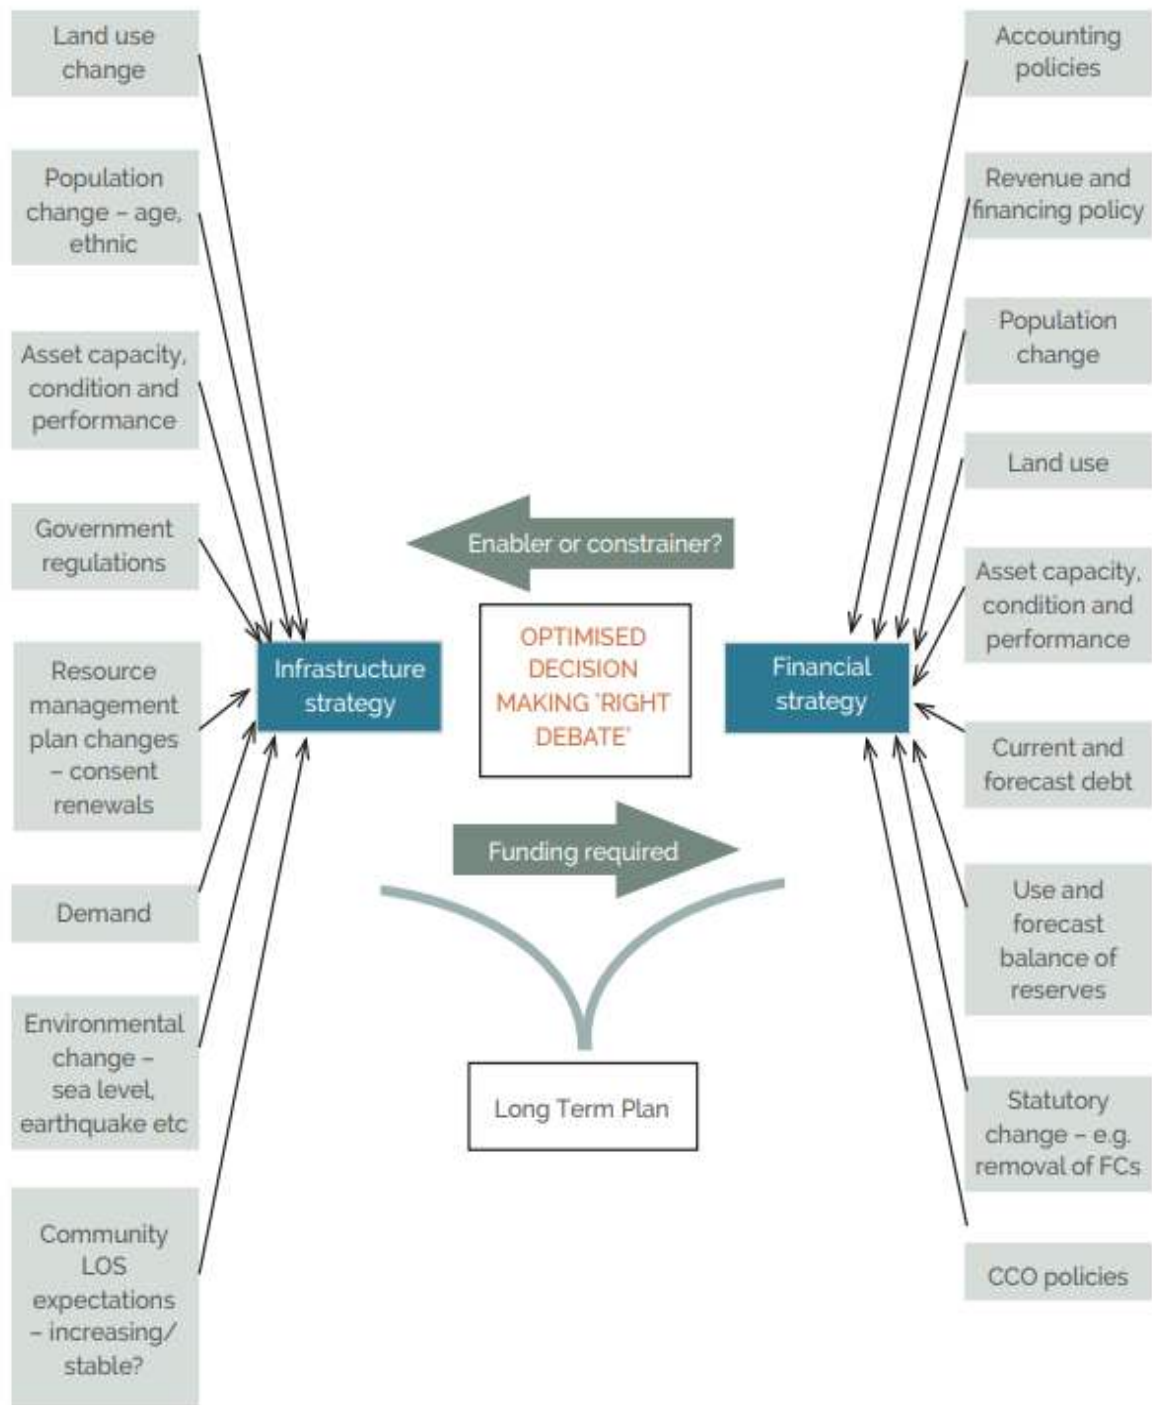 Land use
change
Population
change – age,
ethnic
Asset capacity,
condition and
performance
Government
regulations
Resource
management
plan changes
– consent
renewals
Demand
Environmental
change –
sea level,
earthquake etc
Community
LOS
expectations
– increasing/
stable?
Infrastructure
strategy
Enabler or constrainer?
OPTIMISED
DECISION
MAKING ‘RIGHT
DEBATE’
Funding required
Long Term Plan
Financial
strategy
Accounting
policies
Revenue and
financing policy
Population
change
Land use
Asset capacity,
condition and
performance
Current and
forecast debt
Use and
forecast
balance of
reserves
Statutory
change – e.g.
removal of FCs
CCO policies